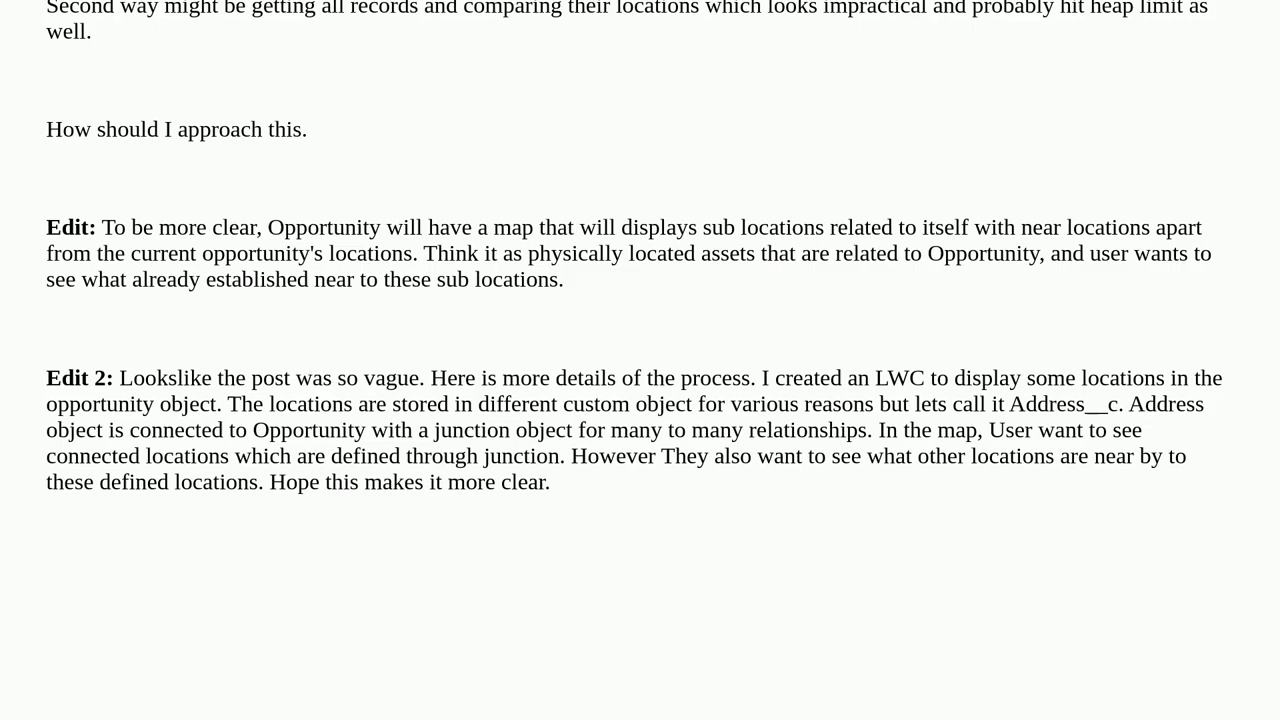 Second way might be getting all records and comparing their locations which looks impractical and probably hit heap limit as
well.
How should I approach this.
Edit: To be more clear, Opportunity will have a map that will displays sub locations related to itself with near locations apart
from the current opportunity's locations. Think it as physically located assets that are related to Opportunity, and user wants to
see what already established near to these sub locations.
Edit 2: Lookslike the post was so vague. Here is more details of the process. I created an LWC to display some locations in the
opportunity object. The locations are stored in different custom object for various reasons but lets call it Address__c. Address
object is connected to Opportunity with a junction object for many to many relationships. In the map, User want to see
connected locations which are defined through junction. However They also want to see what other locations are near by to
these defined locations. Hope this makes it more clear.